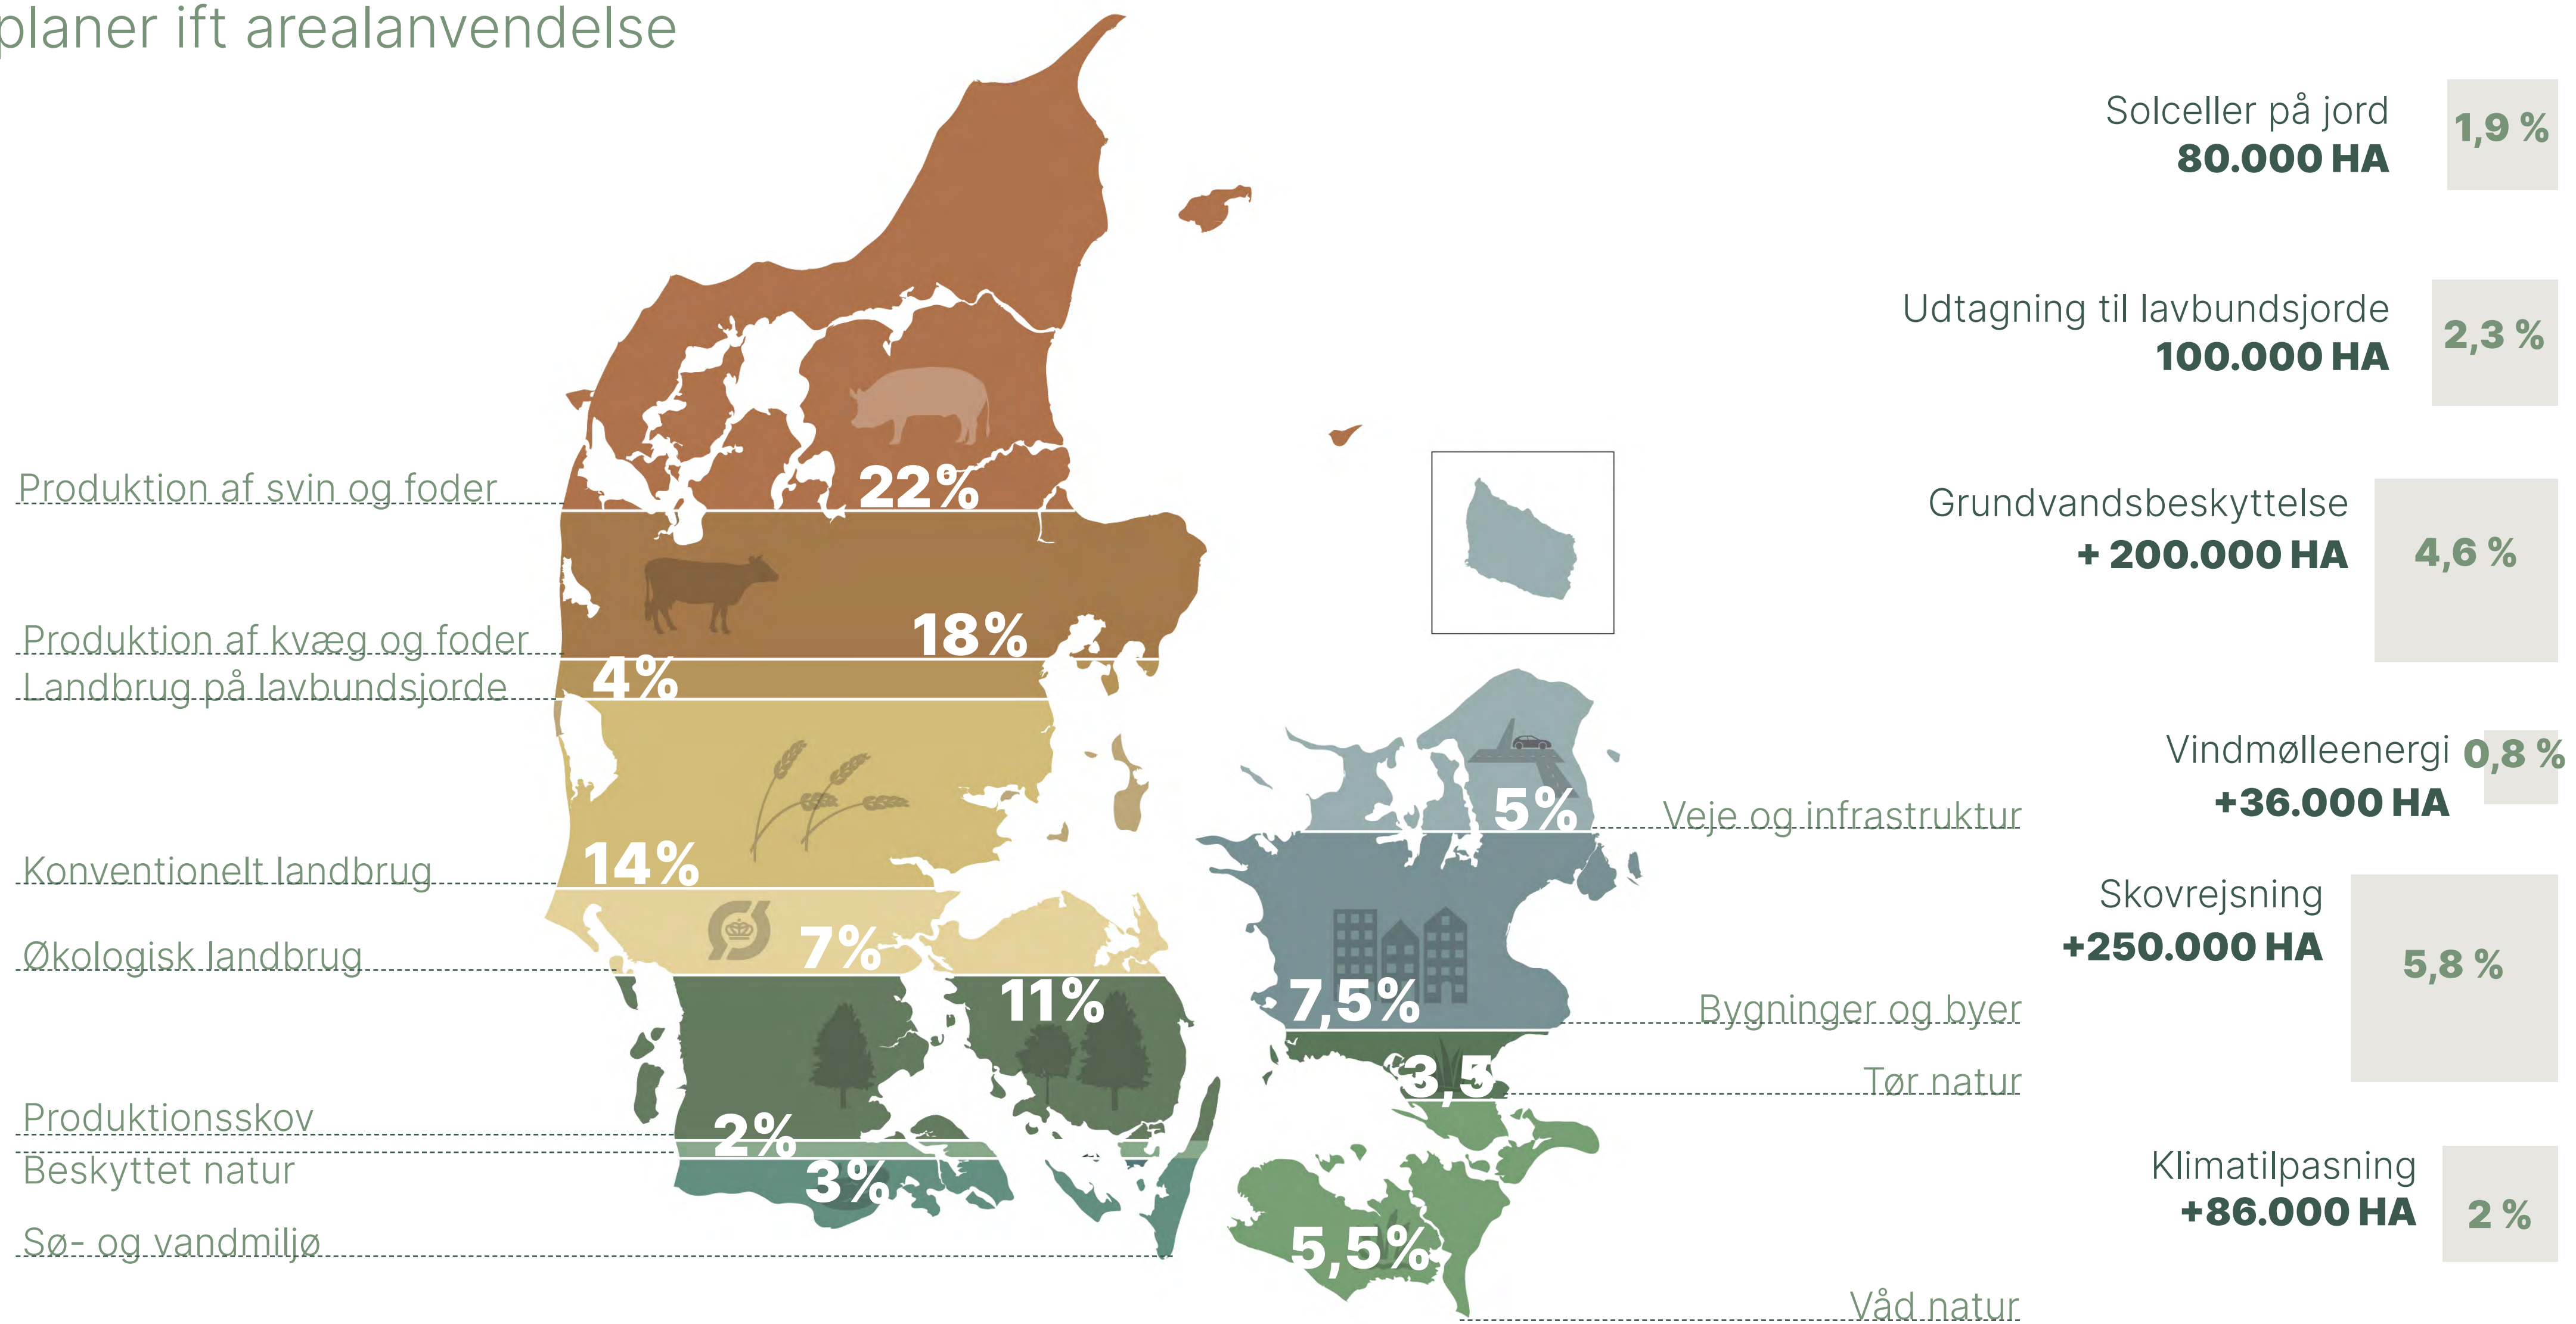 planer ift arealanvendelse
Produktion af svin og foder
22%
Produktion af kvæg og foder
18%
Landbrug på lavbundsjorde
4%
Konventionelt landbrug
14%
Økologisk landbrug
7%
11%
Produktionsskov
2%
Beskyttet natur
3%
Sø- og vandmiljø
5%
Veje og infrastruktur
7,5%
Bygninger og byer
3,5
Tør natur
5,5%
Våd natur
Solceller på jord
80.000 HA
1,9 %
Udtagning til lavbundsjorde
100.000 HA
2,3 %
Grundvandsbeskyttelse
+ 200.000 HA
4,6 %
Vindmølleenergi
+36.000 HA
0,8 %
Skovrejsning
+250.000 HA
5,8 %
Klimatilpasning
+86.000 HA
2 %